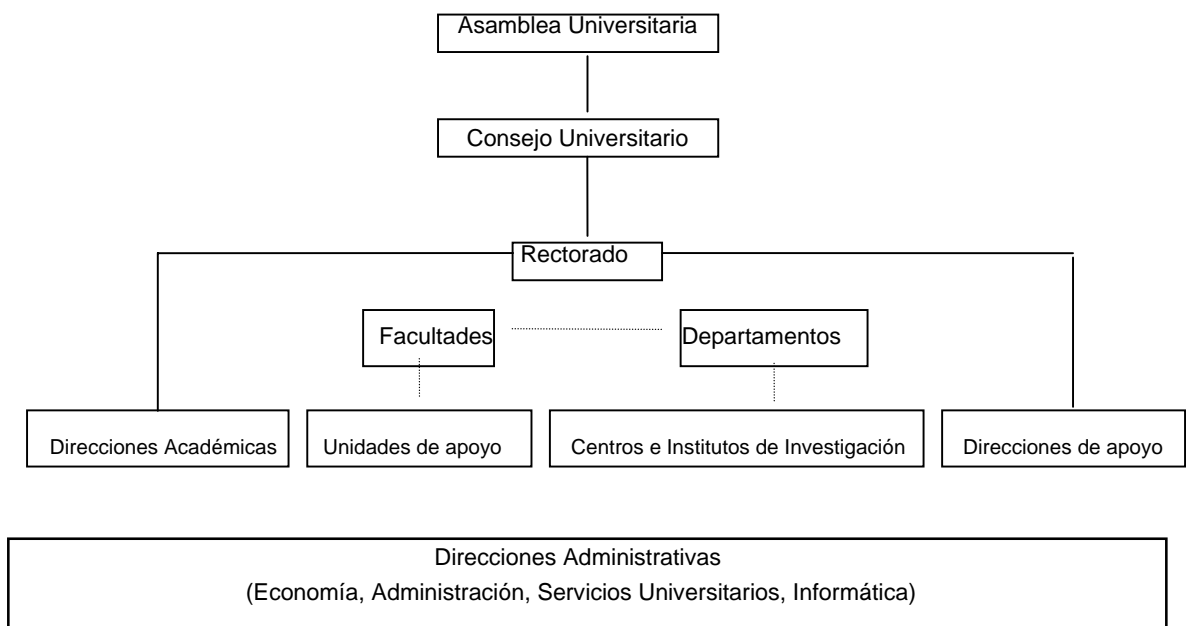 Asamblea Universitaria
Consejo Universitario
Rectorado
Facultades
Departamentos
Direcciones Académicas
Unidades de apoyo
Centros e Institutos de Investigación
Direcciones de apoyo
Direcciones Administrativas
(Economía, Administración, Servicios Universitarios, Informática)